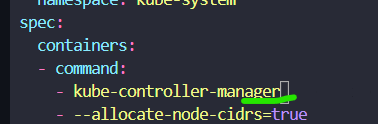 namespace: kube-system
spec:
containers:
- command:
- kube-controller-manager
- --allocate-node-cidrs=true